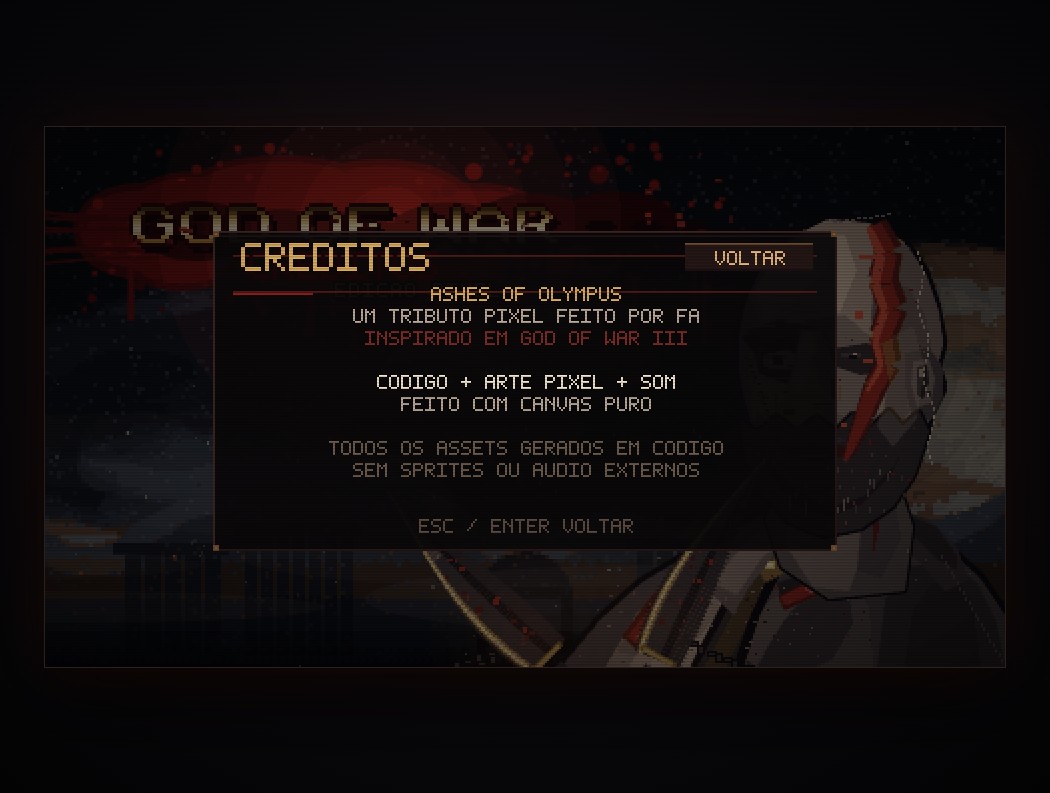 GOD OF WAR
CREDITOS
VOLTAR
ASHES OF OLYMPUS
UM TRIBUTO PIXEL FEITO POR FA
INSPIRADO EM GOD OF WAR III
CODIGO + ARTE PIXEL + SOM
FEITO COM CANVAS PURO
TODOS OS ASSETS GERADOS EM CODIGO
SEM SPRITES OU AUDIO EXTERNOS
ESC / ENTER VOLTAR